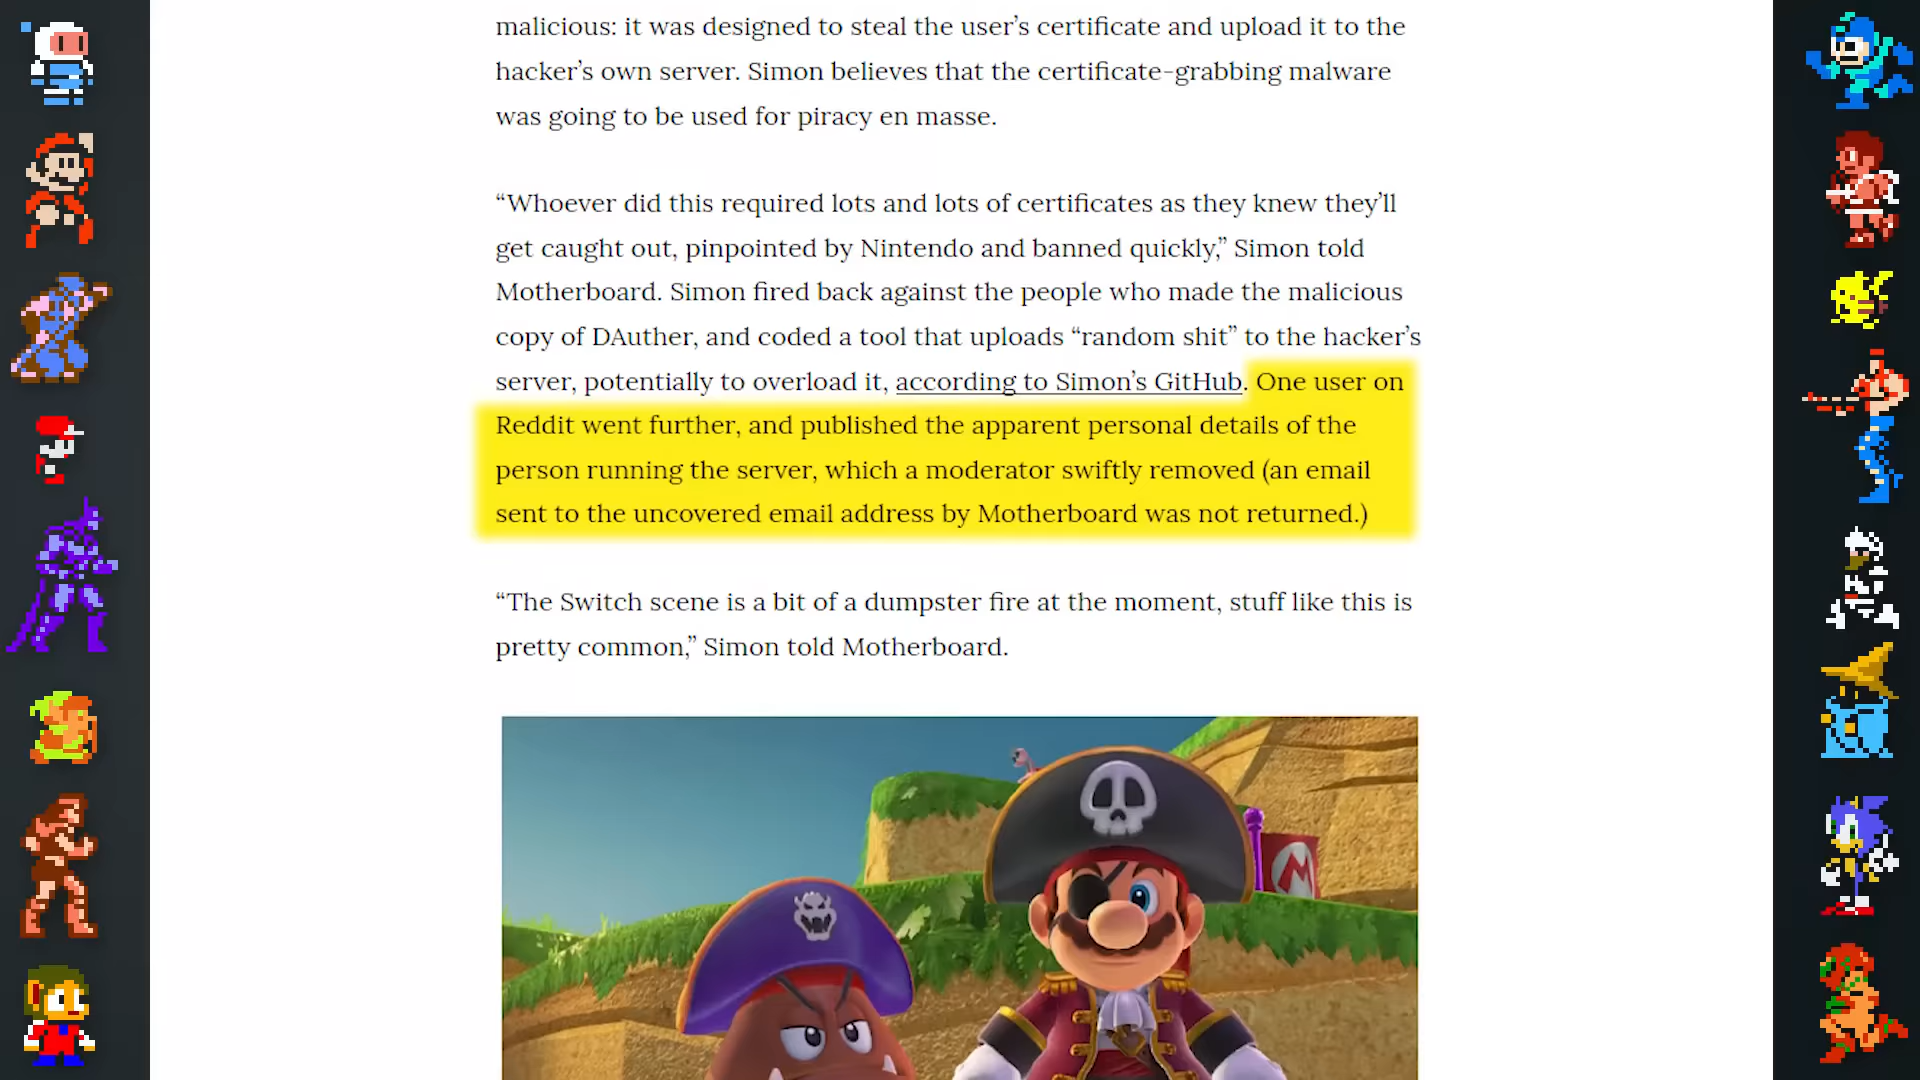 malicious: it was designed to steal the user’s certificate and upload it to the
hacker’s own server. Simon believes that the certificate-grabbing malware
was going to be used for piracy en masse.
“Whoever did this required lots and lots of certificates as they knew they’ll
get caught out, pinpointed by Nintendo and banned quickly,” Simon told
Motherboard. Simon fired back against the people who made the malicious
copy of DAuther, and coded a tool that uploads “random shit” to the hacker’s
server, potentially to overload it, according to Simon’s GitHub. One user on
Reddit went further, and published the apparent personal details of the
person running the server, which a moderator swiftly removed (an email
sent to the uncovered email address by Motherboard was not returned.)
“The Switch scene is a bit of a dumpster fire at the moment, stuff like this is
pretty common,” Simon told Motherboard.
M